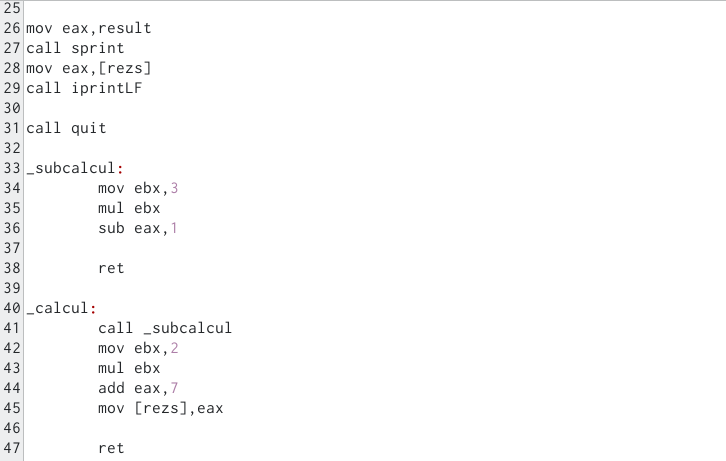 25
26 mov eax,result
27 call sprint
28 mov eax,[rezs]
29 call iprintLF
30
31 call quit
32
33 _subcalcul:
34         mov ebx,3
35         mul ebx
36         sub eax,1
37
38         ret
39
40 _calcul:
41         call _subcalcul
42         mov ebx,2
43         mul ebx
44         add eax,7
45         mov [rezs],eax
46
47         ret